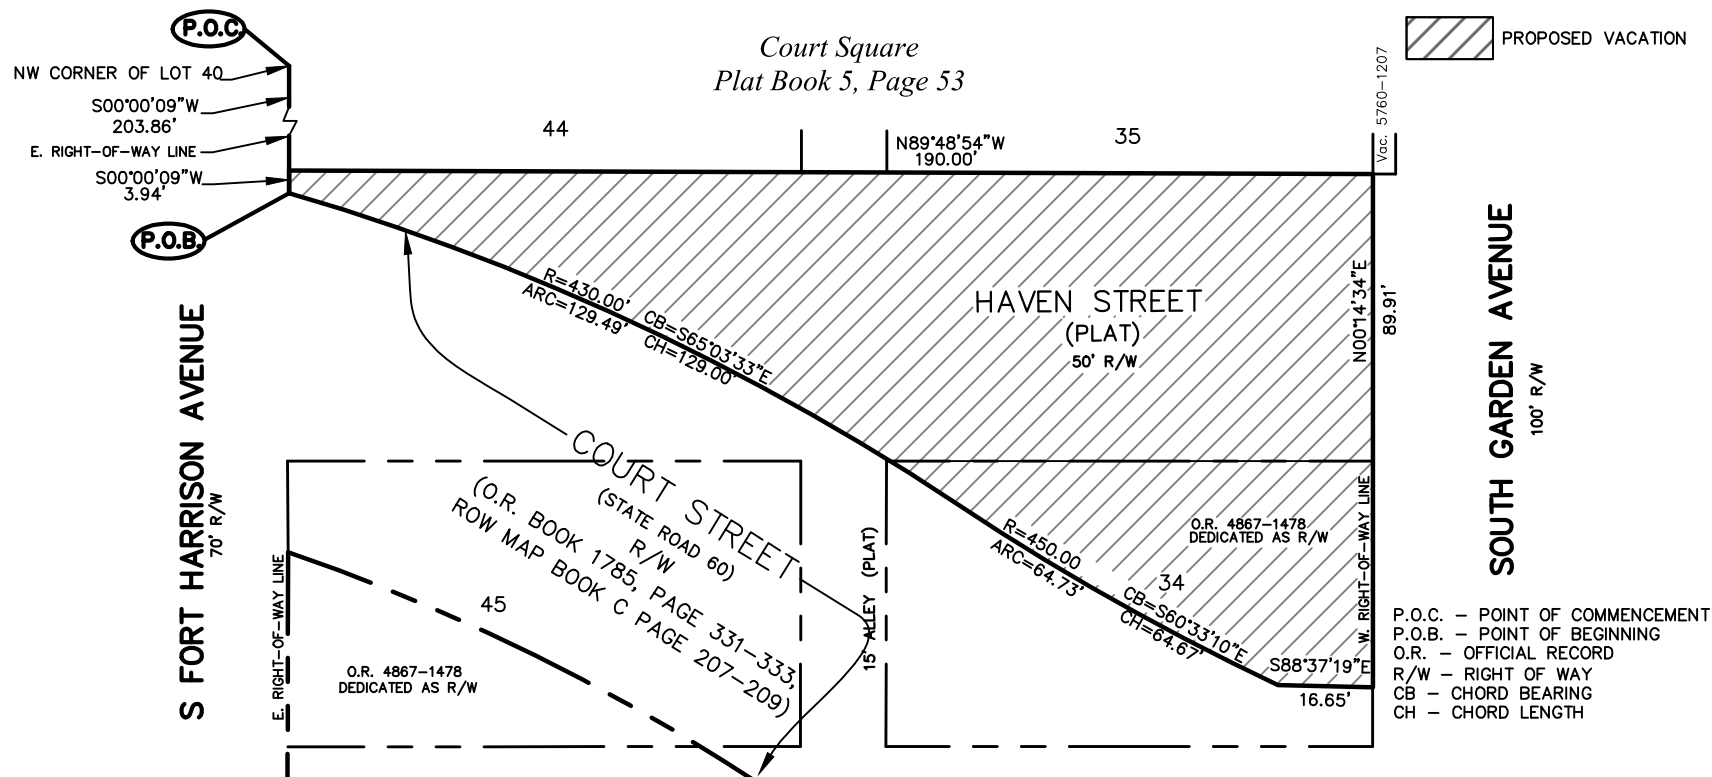 P.O.C.
NW CORNER OF LOT 40
S00°00'09"W
203.86'
E. RIGHT-OF-WAY LINE
S00°00'09"W
3.94'
P.O.B.
Court Square
Plat Book 5, Page 53
44
N89°48'54"W
190.00'
35
Vac. 5760-1207
PROPOSED VACATION
S FORT HARRISON AVENUE
70' R/W
R=430.00'
ARC=129.49'
CB=S65°03'33"E
CH=129.00'
HAVEN STREET
(PLAT)
50' R/W
N00°14'34"E
89.91'
SOUTH GARDEN AVENUE
100' R/W
COURT STREET
(STATE ROAD 60)
R/W
(O.R. BOOK 1785, PAGE 331-333,
ROW MAP BOOK C PAGE 207-209)
E. RIGHT-OF-WAY LINE
45
O.R. 4867-1478
DEDICATED AS R/W
15' ALLEY (PLAT)
R=450.00
ARC=64.73'
34
CB=S60°33'10"E
CH=64.67'
O.R. 4867-1478
DEDICATED AS R/W
W. RIGHT-OF-WAY LINE
S88°37'19"E
16.65'
P.O.C. - POINT OF COMMENCEMENT
P.O.B. - POINT OF BEGINNING
O.R. - OFFICIAL RECORD
R/W - RIGHT OF WAY
CB - CHORD BEARING
CH - CHORD LENGTH